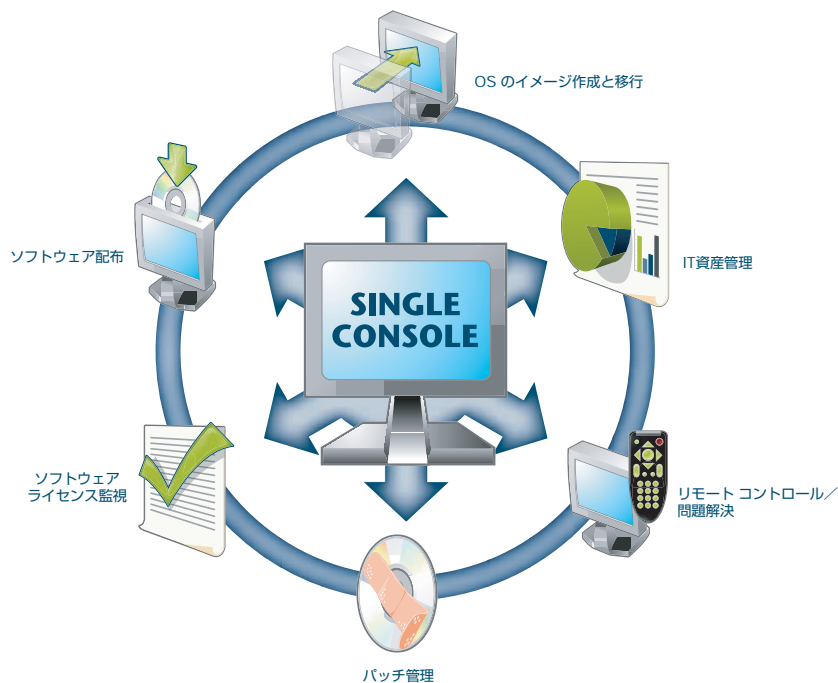 OS のイメージ作成と移行
ソフトウェア配布
IT資産管理
SINGLE
CONSOLE
ソフトウェア
ライセンス監視
リモート コントロール／
問題解決
パッチ管理